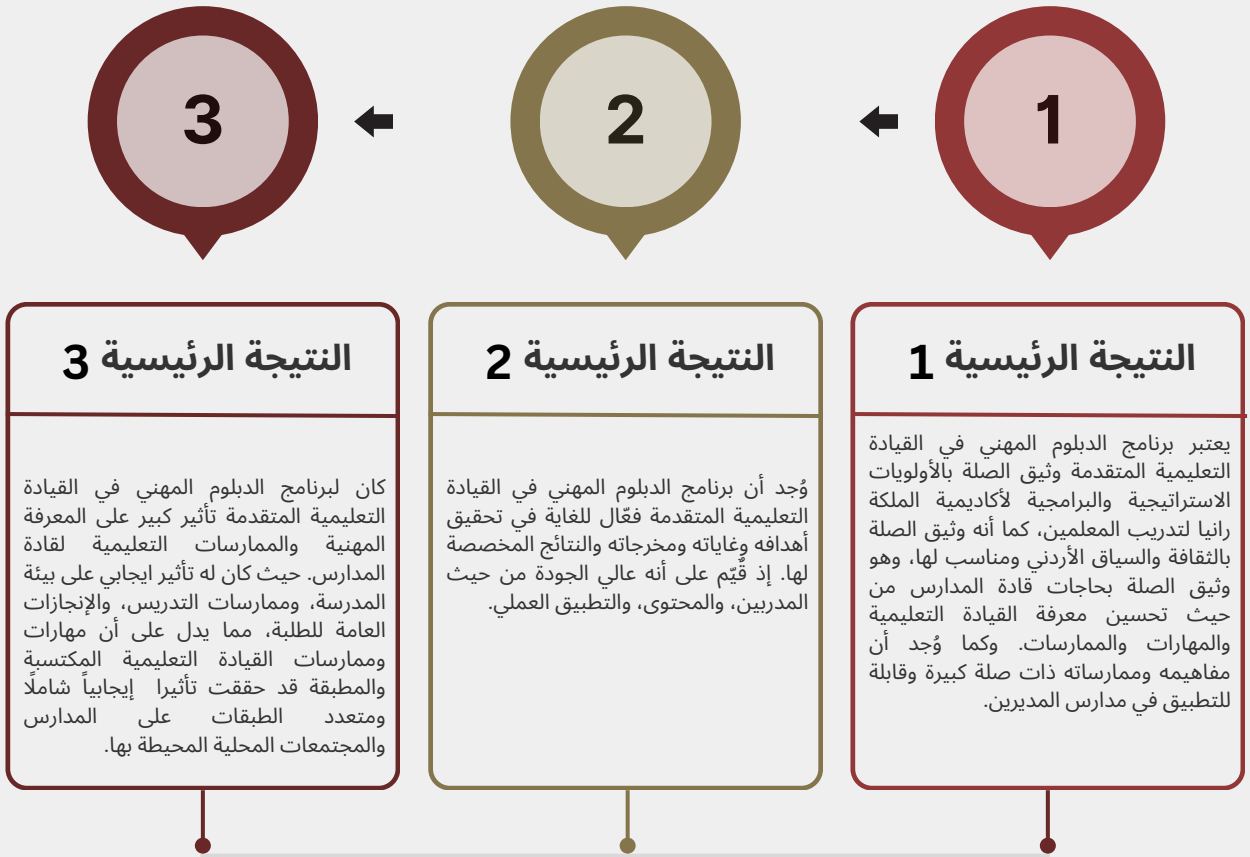 1
2
3
النتيجة الرئيسية 1
يعتبر برنامج الدبلوم المهني في القيادة
التعليمية المتقدمة وثيق الصلة بالأولويات
الاستراتيجية والبرامجية لأكاديمية الملكة
رانيا لتدريب المعلمين، كما أنه وثيق الصلة
بالثقافة والسياق الأردني ومناسب لها، وهو
وثيق الصلة بحاجات قادة المدارس من
حيث تحسين معرفة القيادة التعليمية
والمهارات والممارسات. وكما وُجد أن
مفاهيمه وممارساته ذات صلة كبيرة وقابلة
للتطبيق في مدارس المديرين.
النتيجة الرئيسية 2
وُجد أن برنامج الدبلوم المهني في القيادة
التعليمية المتقدمة فعّال للغاية في تحقيق
أهدافه وغاياته ومخرجاته والنتائج المخصصة
لها. إذ قُيّم على أنه عالي الجودة من حيث
المدربين، والمحتوى، والتطبيق العملي.
النتيجة الرئيسية 3
كان لبرنامج الدبلوم المهني في القيادة
التعليمية المتقدمة تأثير كبير على المعرفة
المهنية والممارسات التعليمية لقادة
المدارس. حيث كان له تأثير ايجابي على بيئة
المدرسة، وممارسات التدريس، والإنجازات
العامة للطلبة، مما يدل على أن مهارات
وممارسات القيادة التعليمية المكتسبة
والمطبقة قد حققت تأثيرا إيجابياً شاملًا
ومتعدد الطبقات على المدارس
والمجتمعات المحلية المحيطة بها.